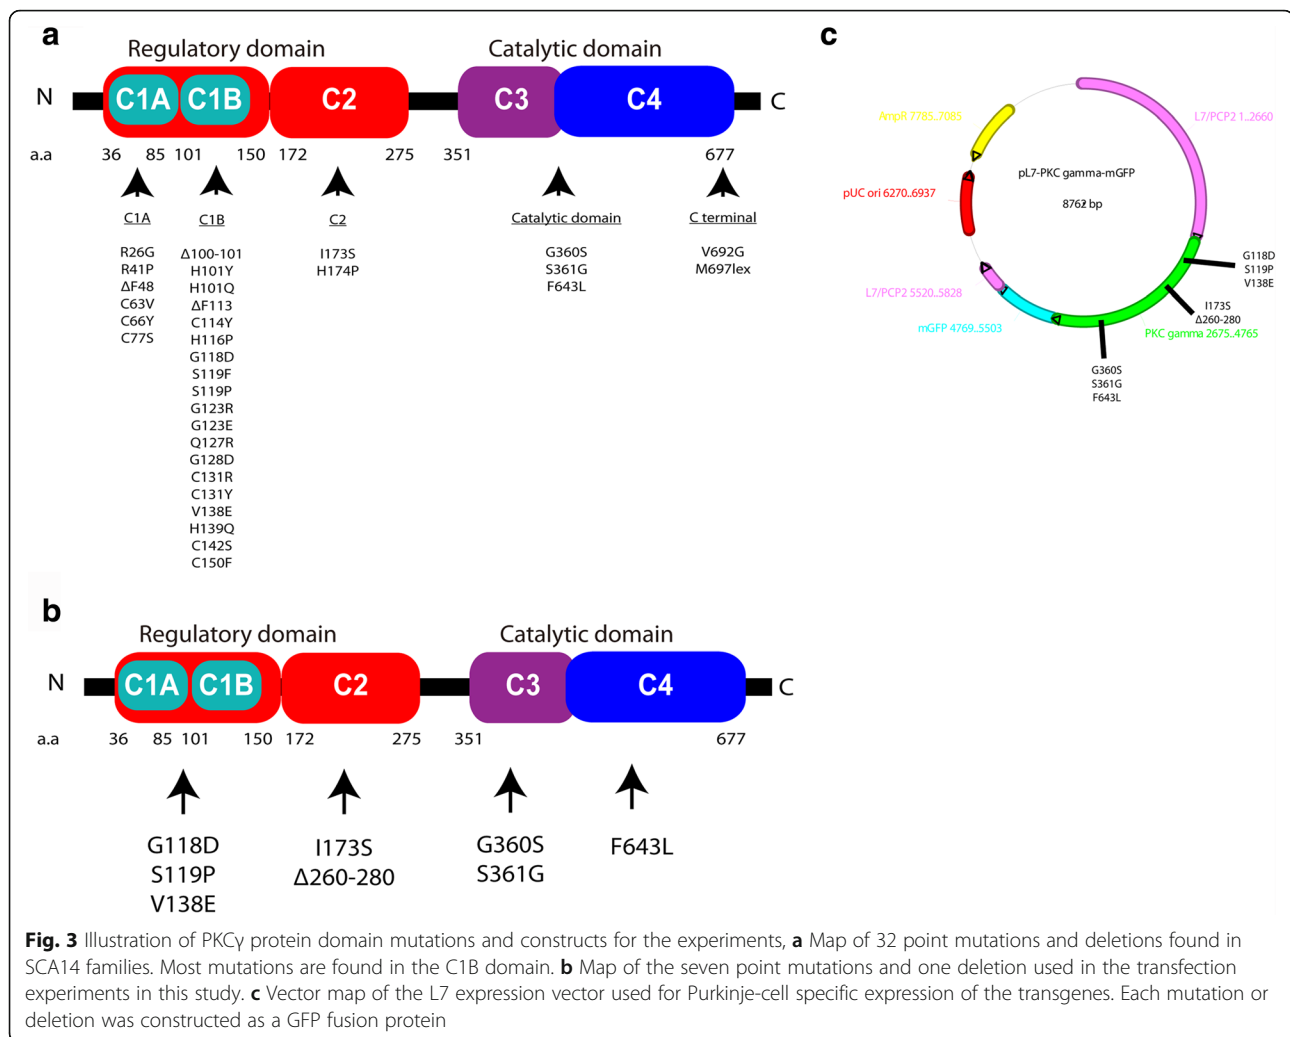 a
Regulatory domain
Catalytic domain
N
C1A
C1B
C2
C3
C4
C
a.a
36
85
101
150
172
275
351
677
C1A
R26G
R41P
ΔF48
C63V
C66Y
C77S
C1B
Δ100-101
H101Y
H101Q
ΔF113
C114Y
H116P
G118D
S119F
S119P
G123R
G123E
Q127R
G128D
C131R
C131Y
V138E
H139Q
C142S
C150F
C2
I173S
H174P
Catalytic domain
G360S
S361G
F643L
C terminal
V692G
M697Iex
c
AmpR 7785..7085
L7/PCP2 1..2660
pL7-PKC gamma-mGFP
8762 bp
pUC ori 6270..6937
G118D
S119P
V138E
L7/PCP2 5520..5828
I173S
Δ260-280
mGFP 4769..5503
PKC gamma 2675..4765
G360S
S361G
F643L
b
Regulatory domain
Catalytic domain
N
C1A
C1B
C2
C3
C4
C
a.a
36
85
101
150
172
275
351
677
G118D
S119P
V138E
I173S
Δ260-280
G360S
S361G
F643L
Fig. 3 Illustration of PKCγ protein domain mutations and constructs for the experiments, a Map of 32 point mutations and deletions found in
SCA14 families. Most mutations are found in the C1B domain. b Map of the seven point mutations and one deletion used in the transfection
experiments in this study. c Vector map of the L7 expression vector used for Purkinje-cell specific expression of the transgenes. Each mutation or
deletion was constructed as a GFP fusion protein